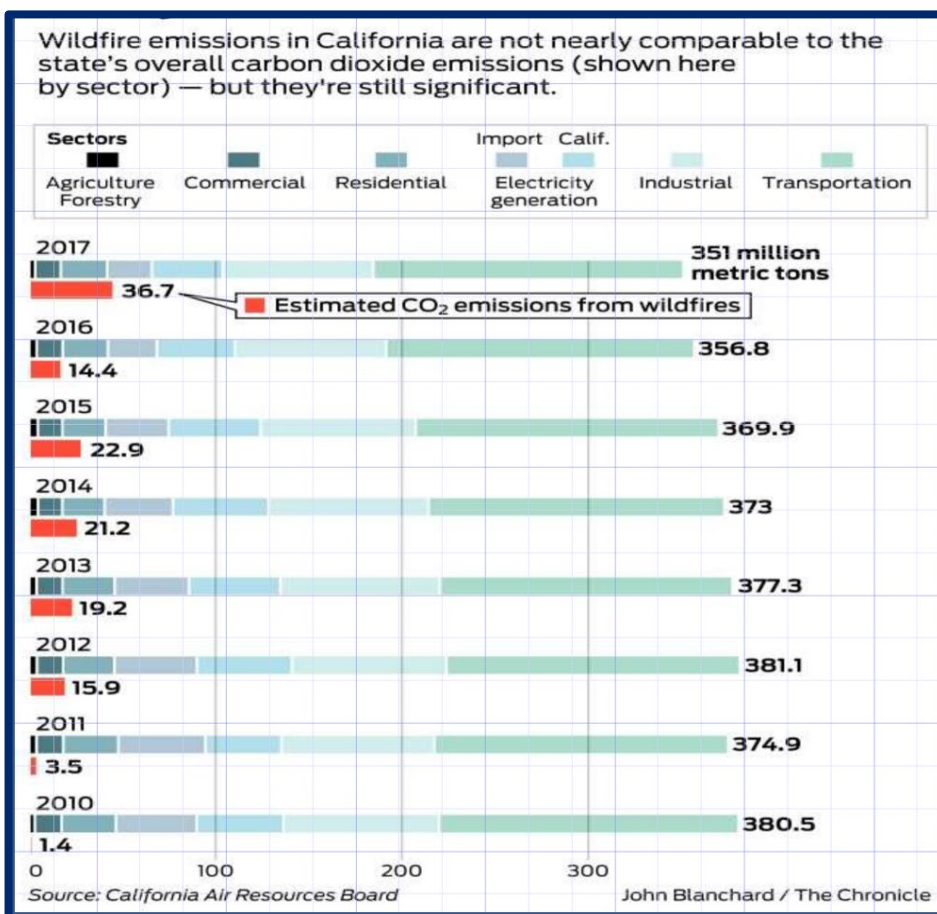 Wildfire emissions in California are not nearly comparable to the
state's overall carbon dioxide emissions (shown here
by sector) — but they're still significant.
Sectors
Import Calif.
Agriculture Forestry
Commercial
Residential
Electricity generation
Industrial
Transportation
2017
351 million
metric tons
36.7
Estimated CO₂ emissions from wildfires
2016
356.8
14.4
2015
369.9
22.9
2014
373
21.2
2013
377.3
19.2
2012
381.1
15.9
2011
374.9
3.5
2010
380.5
1.4
0 100 200 300
Source: California Air Resources Board
John Blanchard / The Chronicle